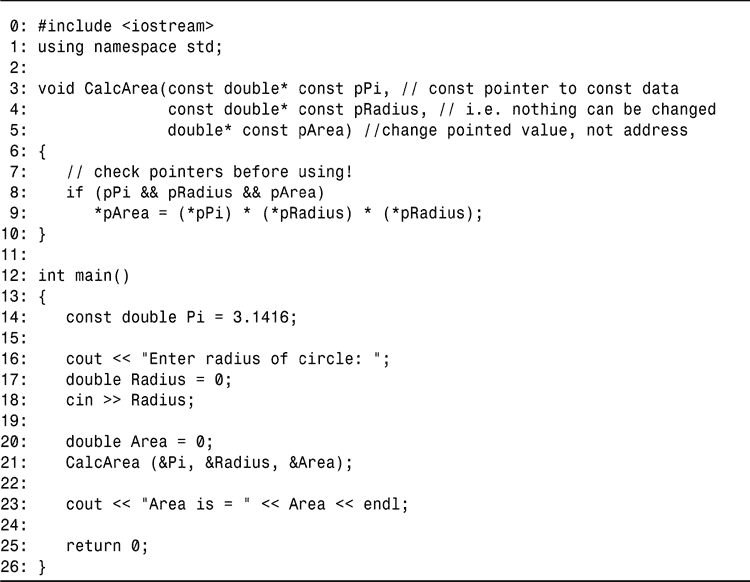 0: #include <iostream>
1: using namespace std;
2:
3: void CalcArea(const double* const pPi, // const pointer to const data
4:               const double* const pRadius, // i.e. nothing can be changed
5:               double* const pArea) //change pointed value, not address
6: {
7:    // check pointers before using!
8:    if (pPi && pRadius && pArea)
9:       *pArea = (*pPi) * (*pRadius) * (*pRadius);
10: }
11:
12: int main()
13: {
14:    const double Pi = 3.1416;
15:
16:    cout << "Enter radius of circle: ";
17:    double Radius = 0;
18:    cin >> Radius;
19:
20:    double Area = 0;
21:    CalcArea (&Pi, &Radius, &Area);
22:
23:    cout << "Area is = " << Area << endl;
24:
25:    return 0;
26: }